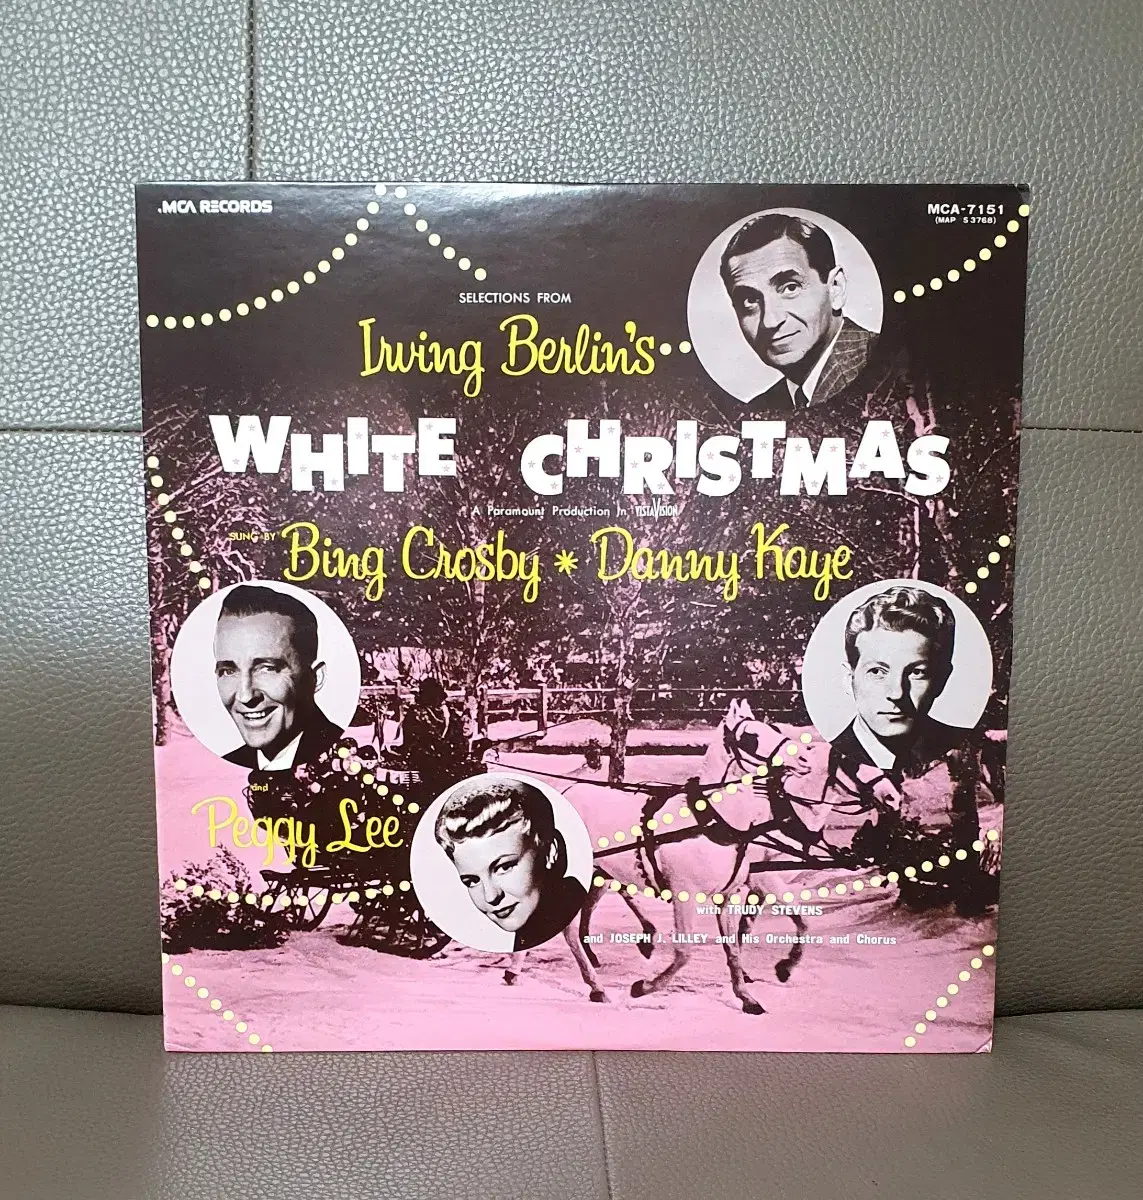 .MCA RECORDS
MCA-7151
(MAP S 3768)
SELECTIONS FROM
Irving Berlin's
WHITE CHRISTMAS
A Paramount Production in VISTAVISION
SUNG BY
Bing Crosby * Danny Kaye
and
Peggy Lee
with TRUDY STEVENS
and JOSEPH J. LILLEY and His Orchestra and Chorus